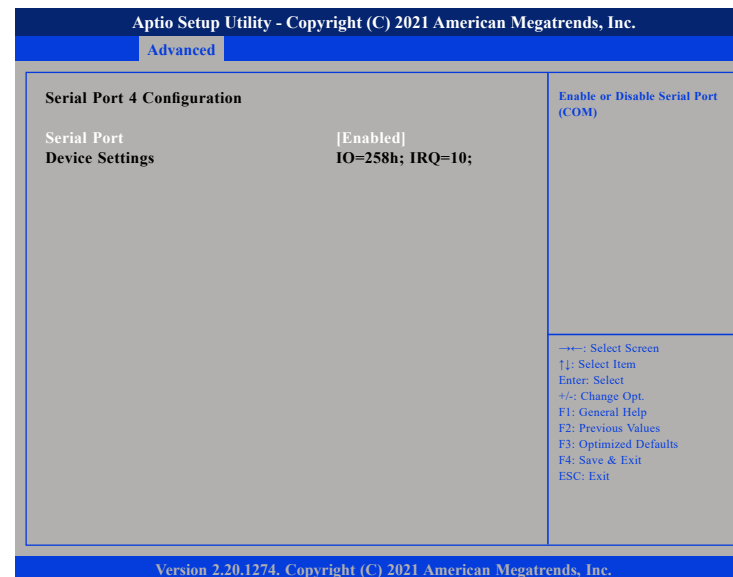 Aptio Setup Utility - Copyright (C) 2021 American Megatrends, Inc.
Advanced
Serial Port 4 Configuration
Serial Port [Enabled]
Device Settings IO=258h; IRQ=10;
Enable or Disable Serial Port
(COM)
→←: Select Screen
↑↓: Select Item
Enter: Select
+/-: Change Opt.
F1: General Help
F2: Previous Values
F3: Optimized Defaults
F4: Save & Exit
ESC: Exit
Version 2.20.1274. Copyright (C) 2021 American Megatrends, Inc.